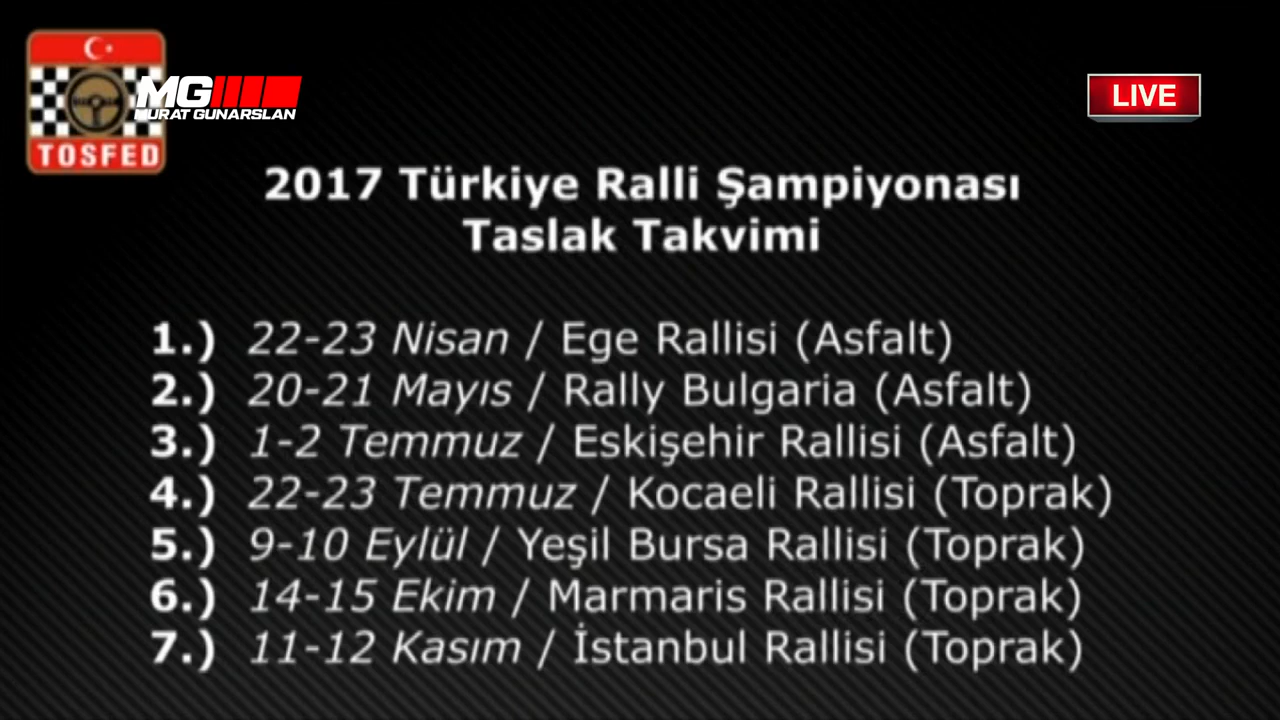 TOSFED
MG
MURAT GUNARSLAN
LIVE
2017 Türkiye Ralli Şampiyonası
Taslak Takvimi
1.) 22-23 Nisan / Ege Rallisi (Asfalt)
2.) 20-21 Mayıs / Rally Bulgaria (Asfalt)
3.) 1-2 Temmuz / Eskişehir Rallisi (Asfalt)
4.) 22-23 Temmuz / Kocaeli Rallisi (Toprak)
5.) 9-10 Eylül / Yeşil Bursa Rallisi (Toprak)
6.) 14-15 Ekim / Marmaris Rallisi (Toprak)
7.) 11-12 Kasım / İstanbul Rallisi (Toprak)